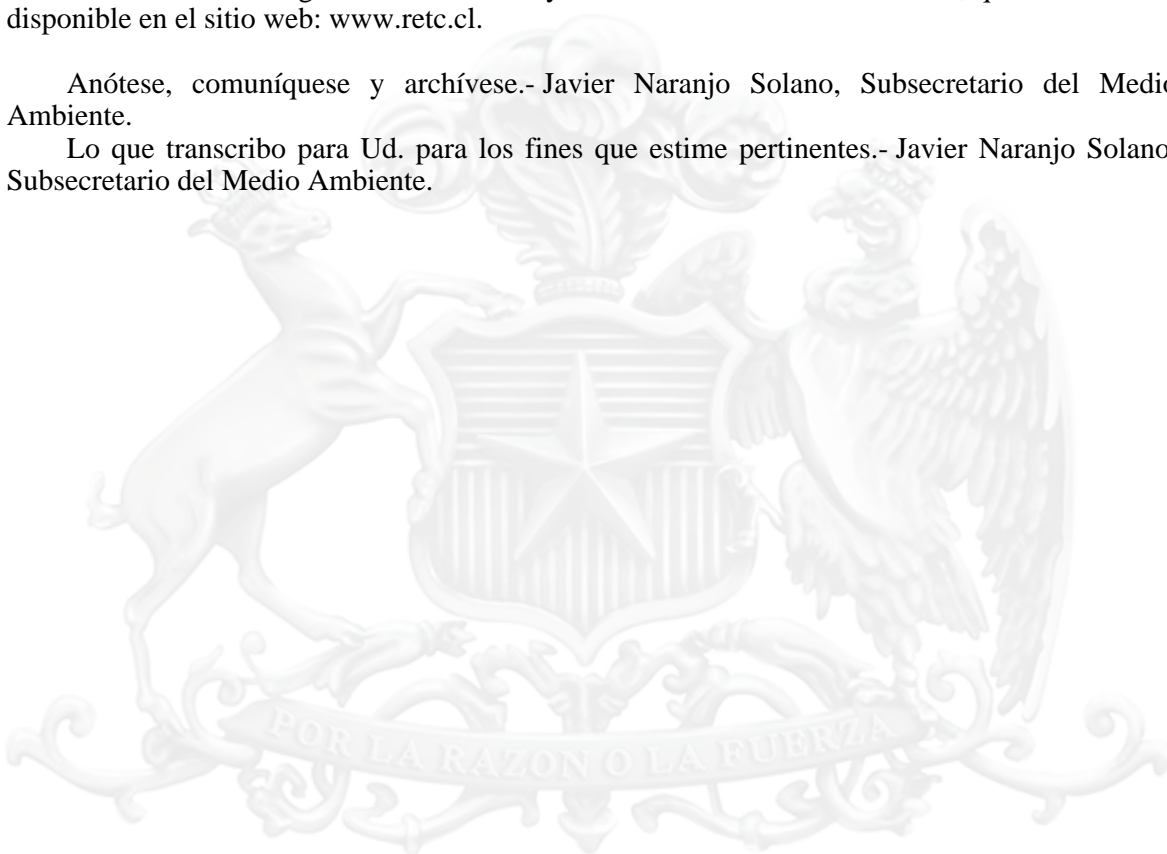 disponible en el sitio web: www.retc.cl.
Anótese, comuníquese y archívese.- Javier Naranjo Solano, Subsecretario del Medio
Ambiente.
Lo que transcribo para Ud. para los fines que estime pertinentes.- Javier Naranjo Solano
Subsecretario del Medio Ambiente.
POR LA RAZON O LA FUERZA